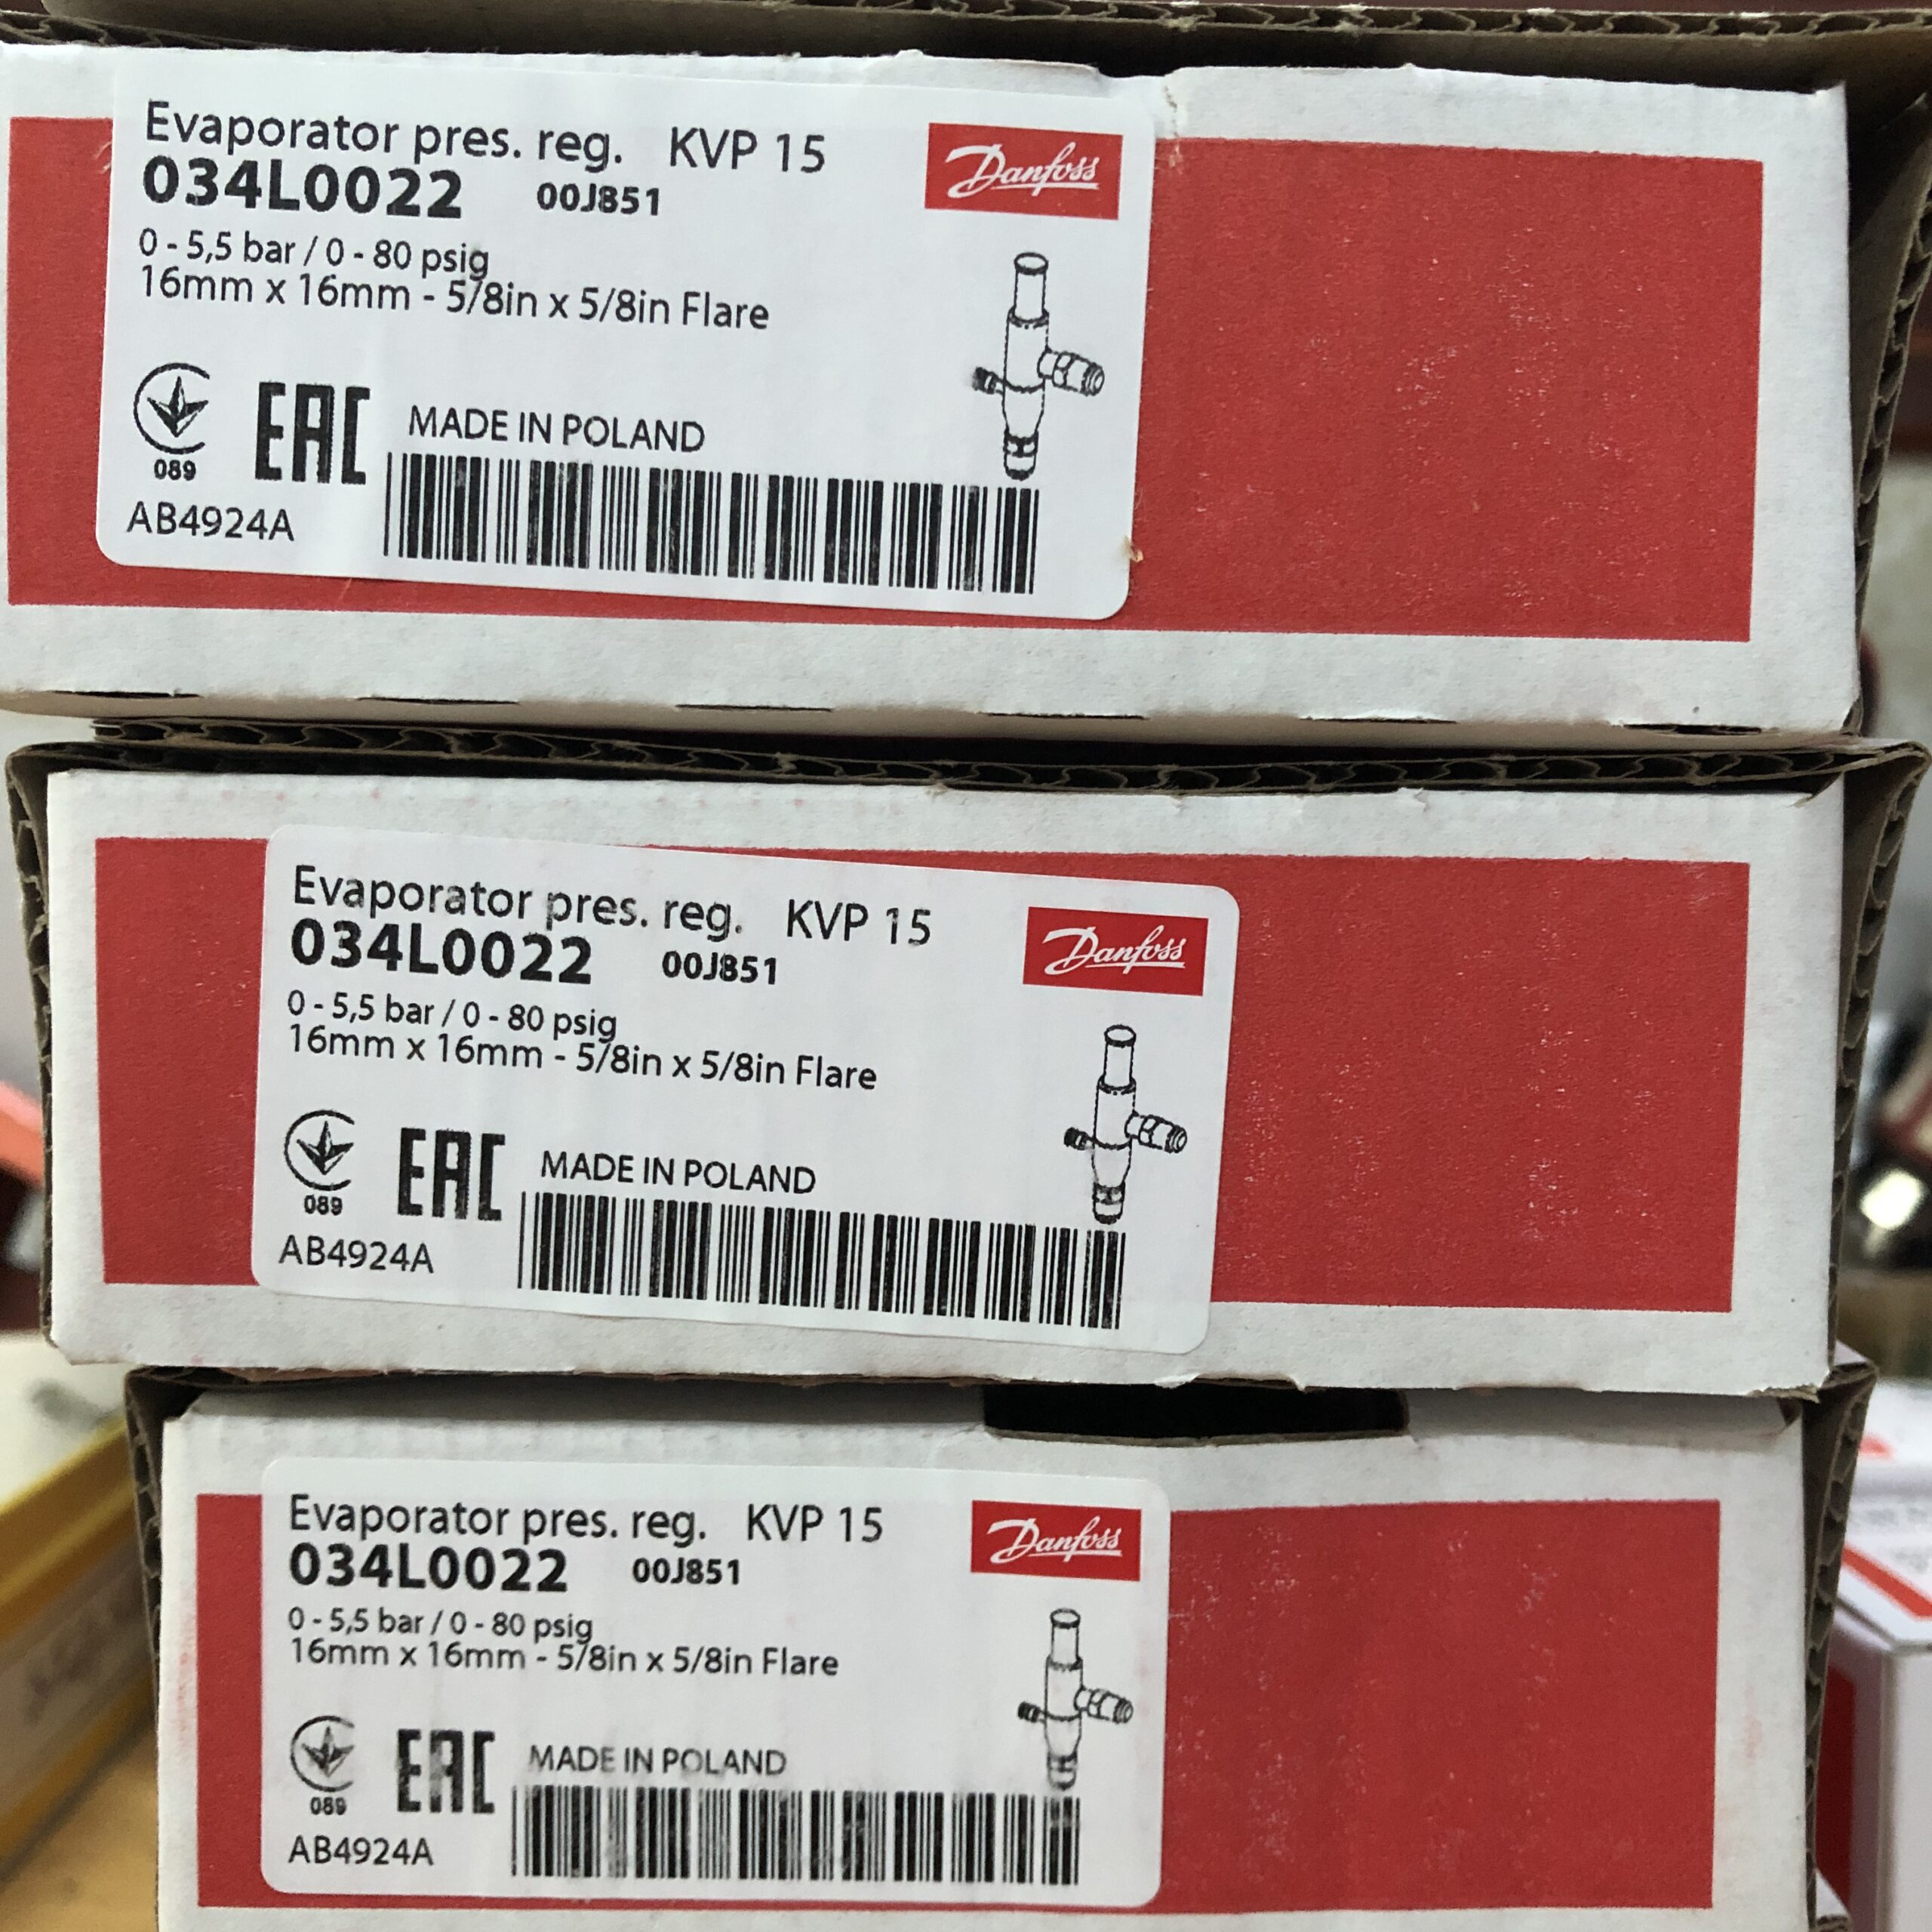 Evaporator pres. reg. KVP 15
Danfoss
034L0022 00J851
0 - 5,5 bar / 0 - 80 psig
16mm x 16mm - 5/8in x 5/8in Flare
089
EAC
MADE IN POLAND
AB4924A
Evaporator pres. reg. KVP 15
Danfoss
034L0022 00J851
0 - 5,5 bar / 0 - 80 psig
16mm x 16mm - 5/8in x 5/8in Flare
089
EAC
MADE IN POLAND
AB4924A
Evaporator pres. reg. KVP 15
Danfoss
034L0022 00J851
0 - 5,5 bar / 0 - 80 psig
16mm x 16mm - 5/8in x 5/8in Flare
089
EAC
MADE IN POLAND
AB4924A